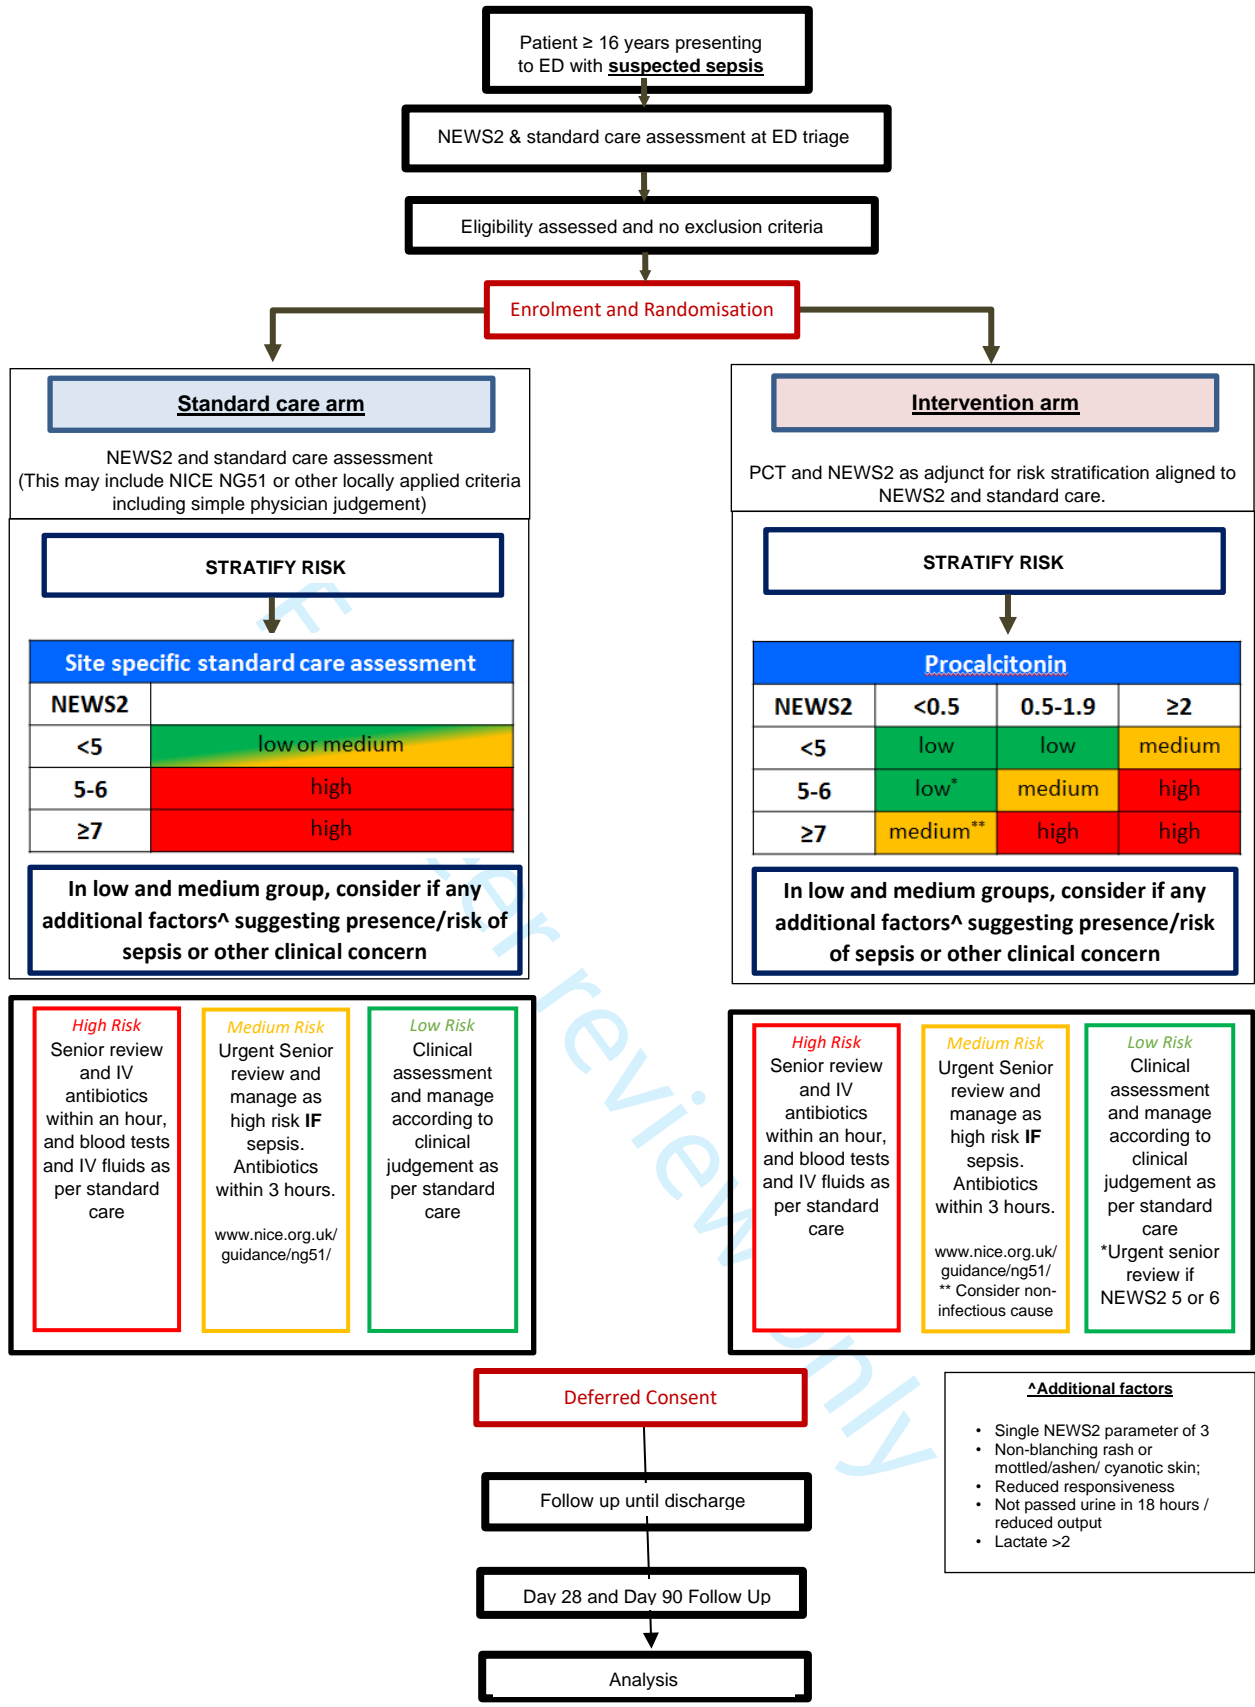 Patient ≥ 16 years presenting
to ED with suspected sepsis
NEWS2 & standard care assessment at ED triage
Eligibility assessed and no exclusion criteria
Enrolment and Randomisation
Standard care arm
NEWS2 and standard care assessment
(This may include NICE NG51 or other locally applied criteria
including simple physician judgement)
STRATIFY RISK
Site specific standard care assessment
NEWS2
<5 low or medium
5-6 high
≥7 high
In low and medium group, consider if any
additional factors^ suggesting presence/risk of
sepsis or other clinical concern
High Risk
Senior review
and IV
antibiotics
within an hour,
and blood tests
and IV fluids as
per standard
care
Medium Risk
Urgent Senior
review and
manage as
high risk IF
sepsis.
Antibiotics
within 3 hours.
www.nice.org.uk/
guidance/ng51/
Low Risk
Clinical
assessment
and manage
according to
clinical
judgement as
per standard
care
Intervention arm
PCT and NEWS2 as adjunct for risk stratification aligned to
NEWS2 and standard care.
STRATIFY RISK
Procalcitonin
NEWS2 <0.5 0.5-1.9 ≥2
<5 low low medium
5-6 low* medium high
≥7 medium** high high
In low and medium groups, consider if any
additional factors^ suggesting presence/risk
of sepsis or other clinical concern
High Risk
Senior review
and IV
antibiotics
within an hour,
and blood tests
and IV fluids as
per standard
care
Medium Risk
Urgent Senior
review and
manage as
high risk IF
sepsis.
Antibiotics
within 3 hours.
www.nice.org.uk/
guidance/ng51/
** Consider non-
infectious cause
Low Risk
Clinical
assessment
and manage
according to
clinical
judgement as
per standard
care
*Urgent senior
review if
NEWS2 5 or 6
Deferred Consent
Follow up until discharge
Day 28 and Day 90 Follow Up
Analysis
^Additional factors
• Single NEWS2 parameter of 3
• Non-blanching rash or
mottled/ashen/ cyanotic skin;
• Reduced responsiveness
• Not passed urine in 18 hours /
reduced output
• Lactate >2
review only